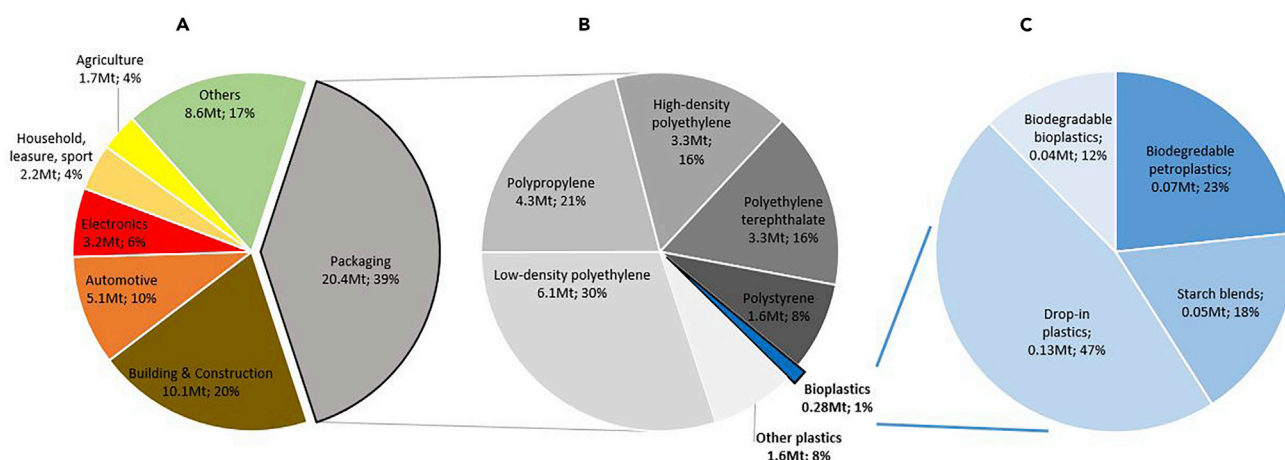 A
Agriculture
1.7Mt; 4%
Others
8.6Mt; 17%
Household,
leasure, sport
2.2Mt; 4%
Electronics
3.2Mt; 6%
Automotive
5.1Mt; 10%
Building & Construction
10.1Mt; 20%
Packaging
20.4Mt; 39%
B
High-density
polyethylene
3.3Mt;
16%
Polypropylene
4.3Mt; 21%
Polyethylene
terephthalate
3.3Mt; 16%
Low-density polyethylene
6.1Mt; 30%
Polystyrene
1.6Mt; 8%
Bioplastics
0.28Mt; 1%
Other plastics
1.6Mt; 8%
C
Biodegradable
bioplastics;
0.04Mt; 12%
Biodegredable
petroplastics;
0.07Mt; 23%
Starch blends;
0.05Mt; 18%
Drop-in
plastics;
0.13Mt; 47%